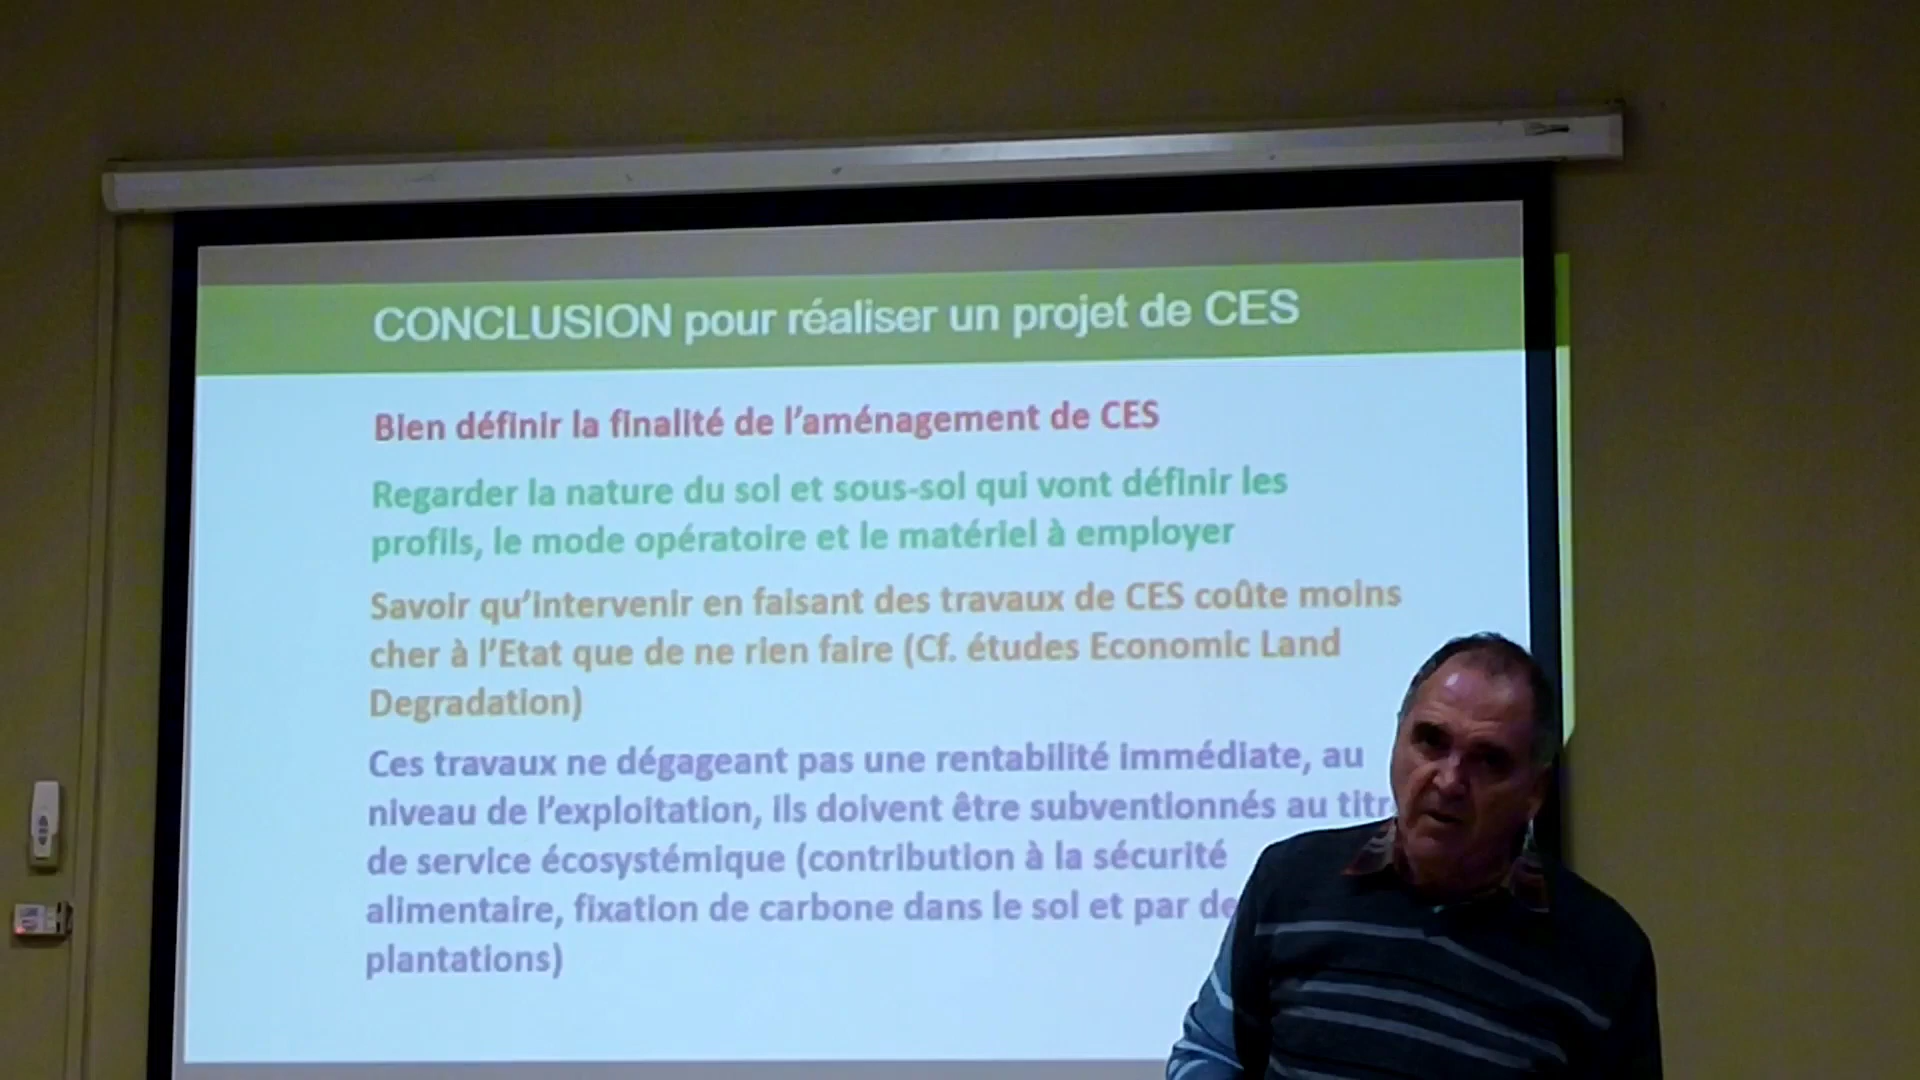 CONCLUSION pour réaliser un projet de CES
Bien définir la finalité de l'aménagement de CES
Regarder la nature du sol et sous-sol qui vont définir les
profils, le mode opératoire et le matériel à employer
Savoir qu'intervenir en faisant des travaux de CES coûte moins
cher à l'Etat que de ne rien faire (Cf. études Economic Land
Degradation)
Ces travaux ne dégageant pas une rentabilité immédiate, au
niveau de l'exploitation, ils doivent être subventionnés au
de service écosystémique (contribution à la sécurité
alimentaire, fixation de carbone dans le sol et par
plantations)